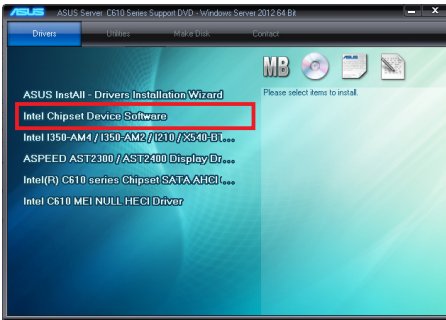 ASUS ASUS Server C610 Series Support DVD - Windows Server 2012 64 Bit
Drivers Utilities Make Disk Contact
MB
ASUS InstAll - Drivers Installation Wizard
Please select items to install.
Intel Chipset Device Software
Intel I350-AM4 / I350-AM2 / I210 / X540-BT...
ASPEED AST2300 / AST2400 Display Dr...
Intel(R) C610 series Chipset SATA AHCI (...
Intel C610 MEI NULL HECI Driver